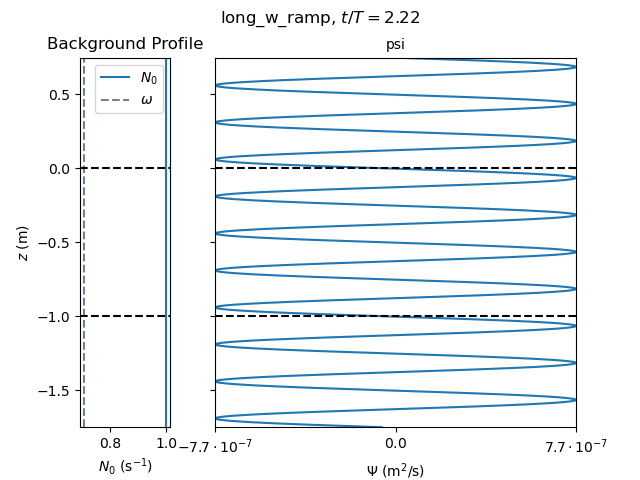 long_w_ramp, t/T = 2.22
Background Profile
psi
N₀
ω
0.5
0.0
−0.5
−1.0
−1.5
z (m)
0.8
1.0
−7.7 · 10⁻⁷
0.0
7.7 · 10⁻⁷
N₀ (s⁻¹)
Ψ (m²/s)